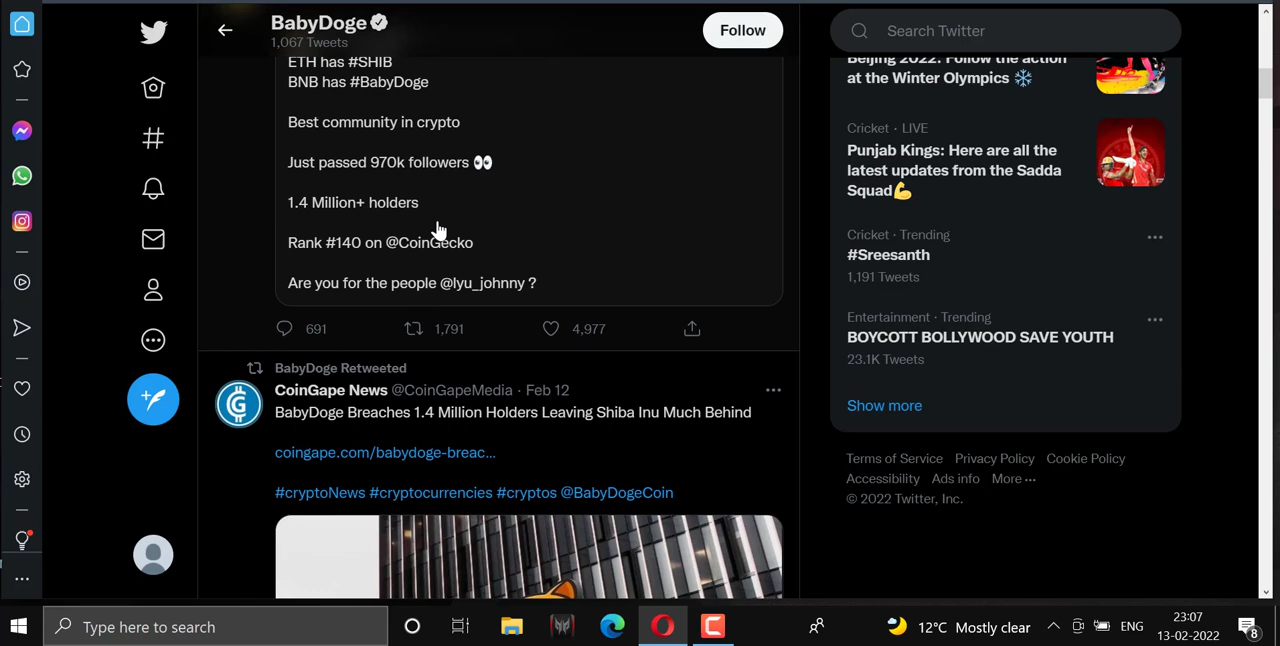 BabyDoge
1,067 Tweets
Follow
ETH has #SHIB
BNB has #BabyDoge
Best community in crypto
Just passed 970k followers 👀
1.4 Million+ holders
Rank #140 on @CoinGecko
Are you for the people @lyu_johnny ?
691 1,791 4,977
BabyDoge Retweeted
CoinGape News @CoinGapeMedia · Feb 12
BabyDoge Breaches 1.4 Million Holders Leaving Shiba Inu Much Behind
coingape.com/babydoge-breac...
#cryptoNews #cryptocurrencies #cryptos @BabyDogeCoin
Search Twitter
Beijing 2022: Follow the action
at the Winter Olympics ❄️
Cricket · LIVE
Punjab Kings: Here are all the
latest updates from the Sadda
Squad💪
Cricket · Trending
#Sreesanth
1,191 Tweets
Entertainment · Trending
BOYCOTT BOLLYWOOD SAVE YOUTH
23.1K Tweets
Show more
Terms of Service Privacy Policy Cookie Policy
Accessibility Ads info More ···
© 2022 Twitter, Inc.
Type here to search
12°C Mostly clear
ENG
23:07
13-02-2022
8